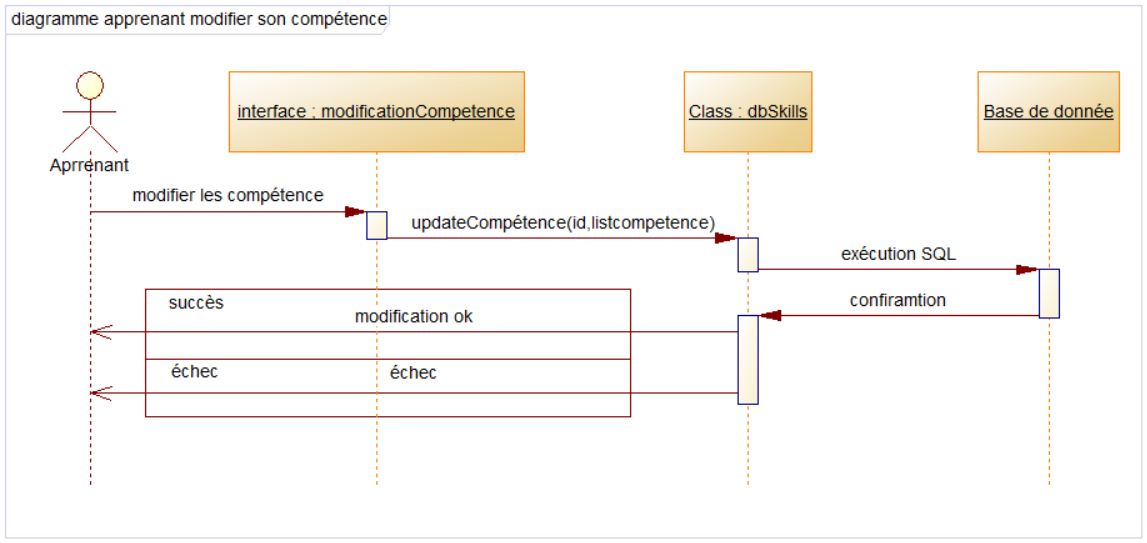 diagramme apprenant modifier son compétence
interface : modificationCompetence
Class : dbSkills
Base de donnée
Aprrenant
modifier les compétence
updateCompétence(id,listcompetence)
exécution SQL
confiramtion
succès
modification ok
échec
échec